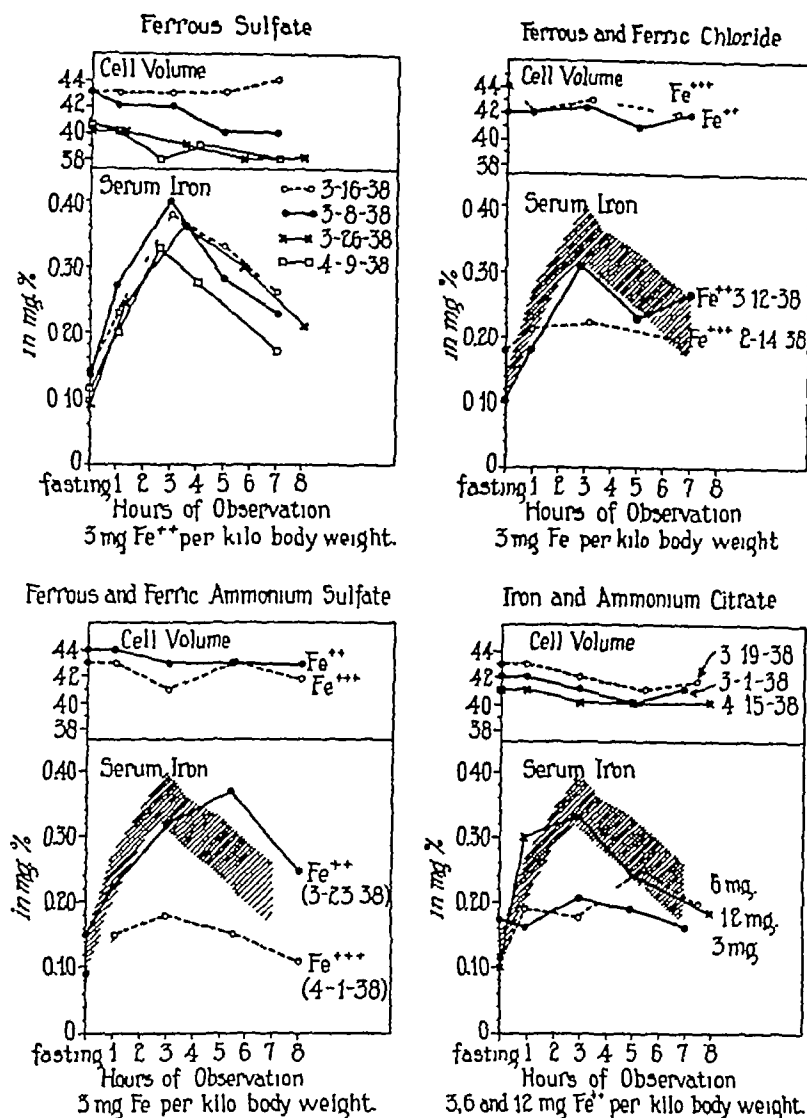 Ferrous Sulfate
Cell Volume
44
42
40
38
Serum Iron
3-16-38
3-8-38
3-26-38
4-9-38
0.40
0.30
0.20
0.10
0
in mg %
fasting 1 2 3 4 5 6 7 8
Hours of Observation
3 mg Fe++ per kilo body weight.
Ferrous and Ferric Chloride
Cell Volume
44
42
40
38
Fe+++
Fe++
Serum Iron
0 40
0.30
0.20
0 10
0
in mg %
Fe++ 3 12-38
Fe+++ 2-14 38
fasting 1 2 3 4 5 6 7 8
Hours of Observation
3 mg Fe per kilo body weight
Ferrous and Ferric Ammonium Sulfate
Cell Volume
44
42
40
38
Fe++
Fe+++
Serum Iron
0.40
0.30
0.20
0.10
0
in mg %
Fe++
(3-23 38)
Fe+++
(4-1-38)
fasting 1 2 3 4 5 6 7 8
Hours of Observation
3 mg Fe per kilo body weight.
Iron and Ammonium Citrate
Cell Volume
44
42
40
38
3 19-38
3-1-38
4 15-38
Serum Iron
0.40
0.30
0.20
0.10
0
in mg %
6 mg.
12 mg.
3 mg
fasting 1 2 3 4 5 6 7 8
Hours of Observation
3,6 and 12 mg Fe++ per kilo body weight.